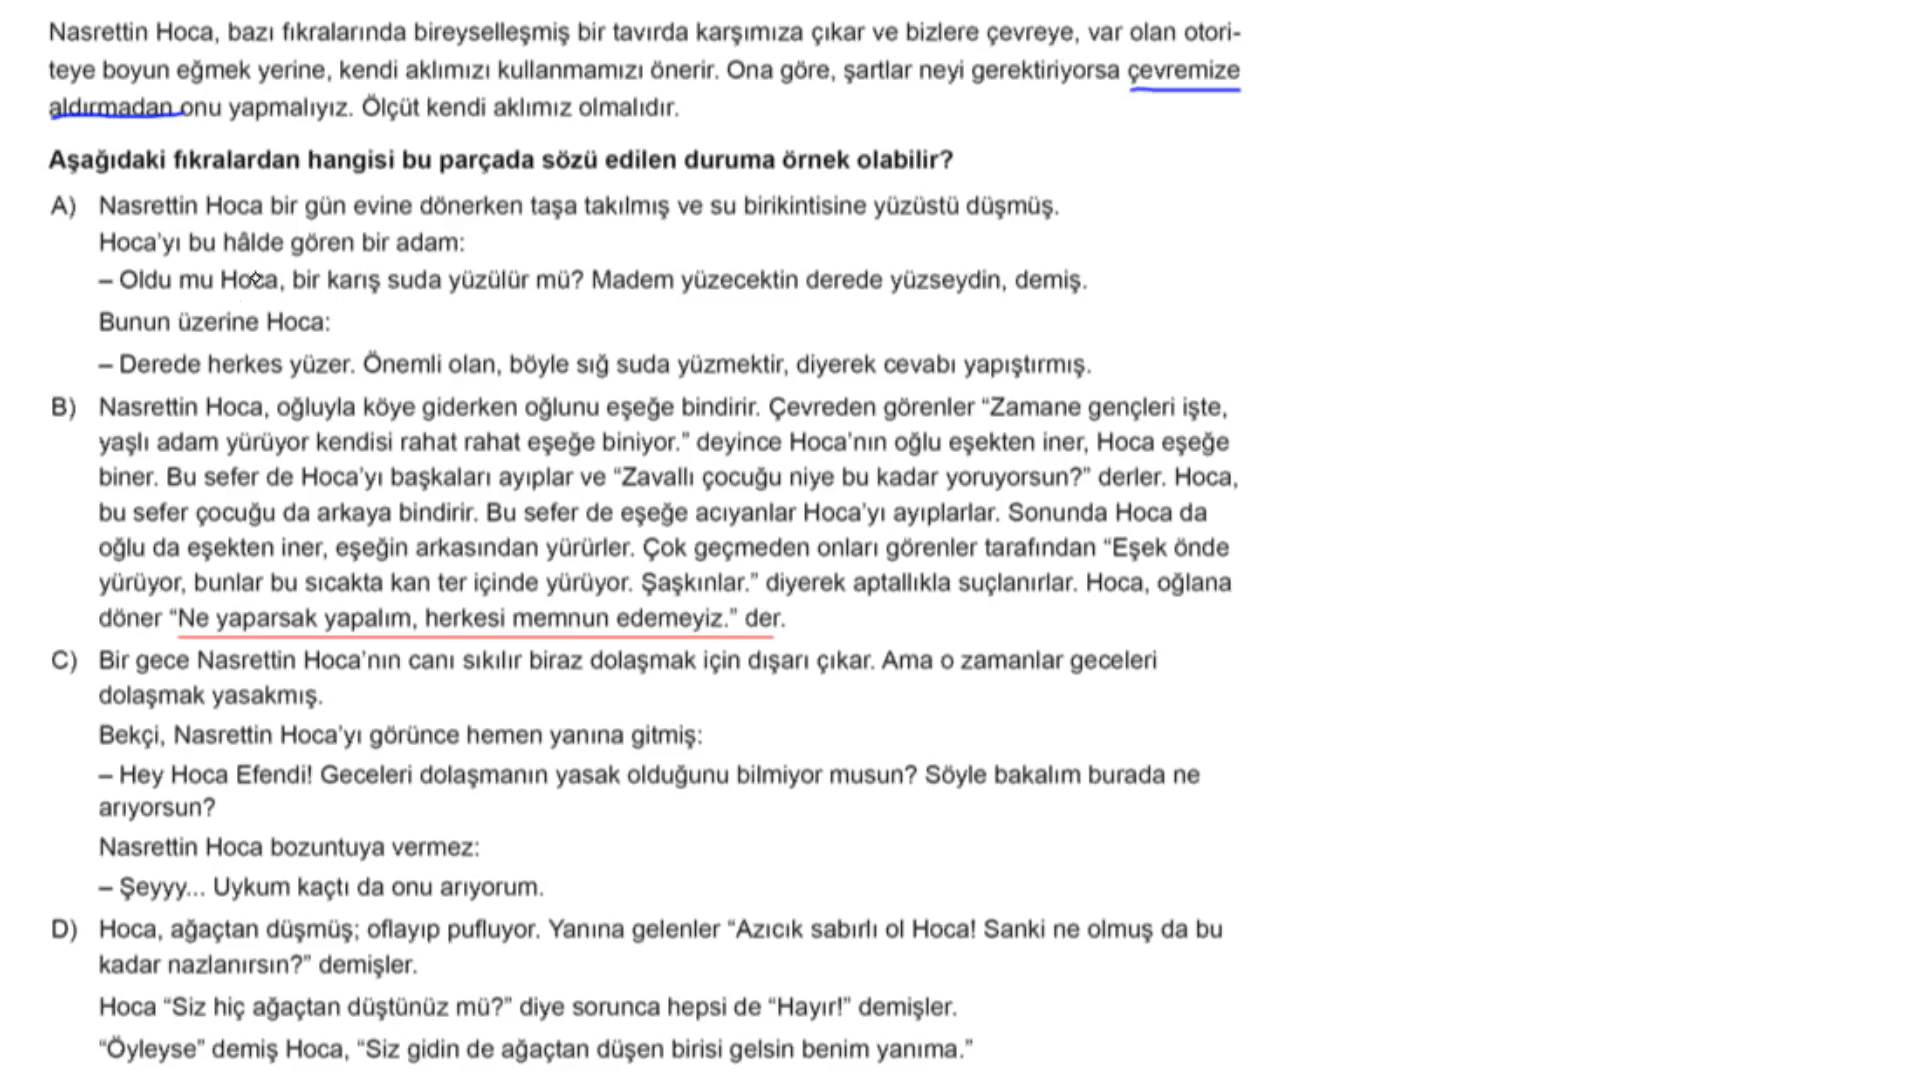 Nasrettin Hoca, bazı fıkralarında bireyselleşmiş bir tavırda karşımıza çıkar ve bizlere çevreye, var olan otori-
teye boyun eğmek yerine, kendi aklımızı kullanmamızı önerir. Ona göre, şartlar neyi gerektiriyorsa çevremize
aldırmadan onu yapmalıyız. Ölçüt kendi aklımız olmalıdır.
Aşağıdaki fıkralardan hangisi bu parçada sözü edilen duruma örnek olabilir?
A) Nasrettin Hoca bir gün evine dönerken taşa takılmış ve su birikintisine yüzüstü düşmüş.
Hoca’yı bu hâlde gören bir adam:
– Oldu mu Hoca, bir karış suda yüzülür mü? Madem yüzecektin derede yüzseydin, demiş.
Bunun üzerine Hoca:
– Derede herkes yüzer. Önemli olan, böyle sığ suda yüzmektir, diyerek cevabı yapıştırmış.
B) Nasrettin Hoca, oğluyla köye giderken oğlunu eşeğe bindirir. Çevreden görenler “Zamane gençleri işte,
yaşlı adam yürüyor kendisi rahat rahat eşeğe biniyor.” deyince Hoca’nın oğlu eşekten iner, Hoca eşeğe
biner. Bu sefer de Hoca’yı başkaları ayıplar ve “Zavallı çocuğu niye bu kadar yoruyorsun?” derler. Hoca,
bu sefer çocuğu da arkaya bindirir. Bu sefer de eşeğe acıyanlar Hoca’yı ayıplarlar. Sonunda Hoca da
oğlu da eşekten iner, eşeğin arkasından yürürler. Çok geçmeden onları görenler tarafından “Eşek önde
yürüyor, bunlar bu sıcakta kan ter içinde yürüyor. Şaşkınlar.” diyerek aptallıkla suçlanırlar. Hoca, oğlana
döner “Ne yaparsak yapalım, herkesi memnun edemeyiz.” der.
C) Bir gece Nasrettin Hoca’nın canı sıkılır biraz dolaşmak için dışarı çıkar. Ama o zamanlar geceleri
dolaşmak yasakmış.
Bekçi, Nasrettin Hoca’yı görünce hemen yanına gitmiş:
– Hey Hoca Efendi! Geceleri dolaşmanın yasak olduğunu bilmiyor musun? Söyle bakalım burada ne
arıyorsun?
Nasrettin Hoca bozuntuya vermez:
– Şeyyy... Uykum kaçtı da onu arıyorum.
D) Hoca, ağaçtan düşmüş; oflayıp pufluyor. Yanına gelenler “Azıcık sabırlı ol Hoca! Sanki ne olmuş da bu
kadar nazlanırsın?” demişler.
Hoca “Siz hiç ağaçtan düştünüz mü?” diye sorunca hepsi de “Hayır!” demişler.
“Öyleyse” demiş Hoca, “Siz gidin de ağaçtan düşen birisi gelsin benim yanıma.”